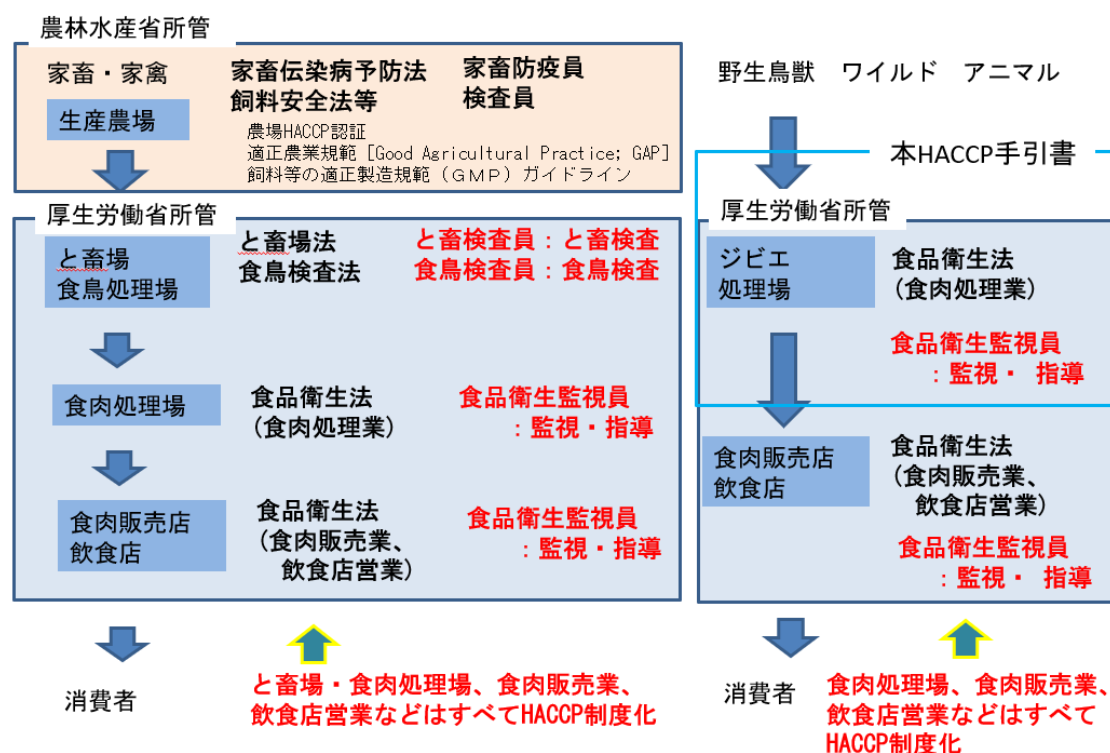 農林水産省所管
家畜・家禽
生産農場
家畜伝染病予防法
飼料安全法等
家畜防疫員
検査員
農場HACCP認証
適正農業規範 [Good Agricultural Practice; GAP]
飼料等の適正製造規範(GMP)ガイドライン
厚生労働省所管
と畜場
食鳥処理場
と畜場法
食鳥検査法
と畜検査員:と畜検査
食鳥検査員:食鳥検査
食肉処理場
食品衛生法
(食肉処理業)
食品衛生監視員
:監視・指導
食肉販売店
飲食店
食品衛生法
(食肉販売業、
飲食店営業)
食品衛生監視員
:監視・指導
消費者
と畜場・食肉処理場、食肉販売業、
飲食店営業などはすべてHACCP制度化
野生鳥獣 ワイルド アニマル
本HACCP手引書
厚生労働省所管
ジビエ
処理場
食品衛生法
(食肉処理業)
食品衛生監視員
:監視・ 指導
食肉販売店
飲食店
食品衛生法
(食肉販売業、
飲食店営業)
食品衛生監視員
:監視・ 指導
消費者
食肉処理場、食肉販売業、
飲食店営業などはすべて
HACCP制度化